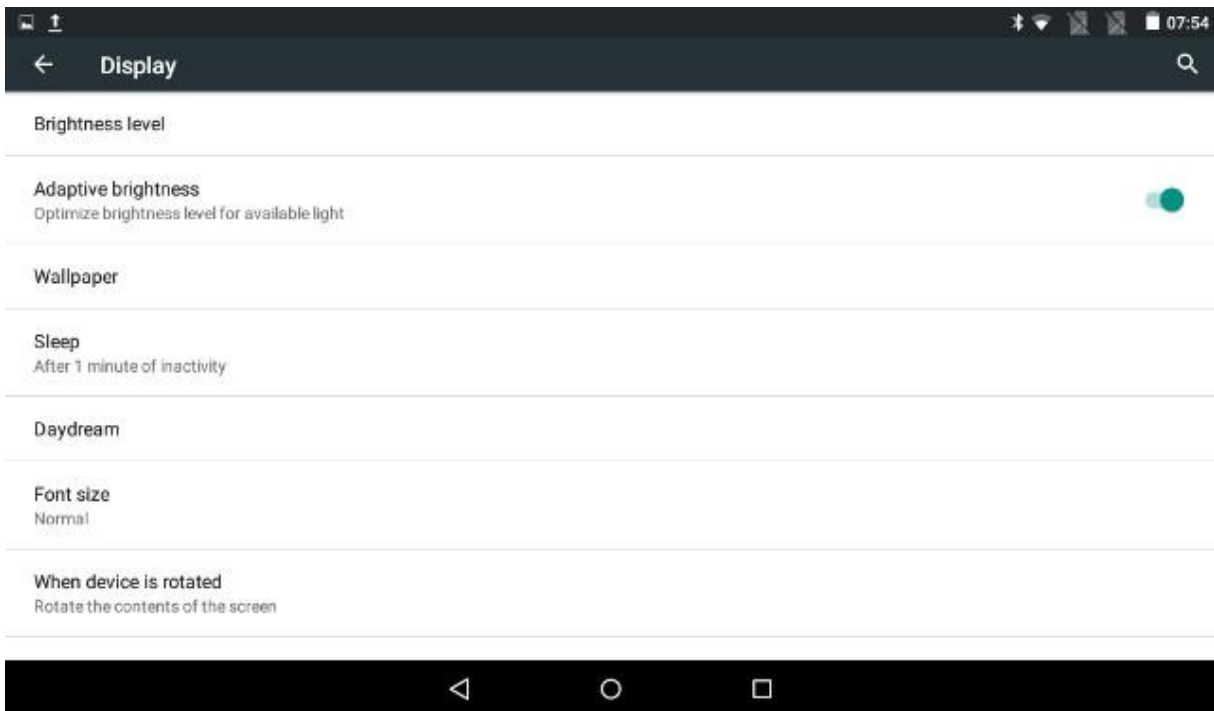 07:54
Display
Brightness level
Adaptive brightness
Optimize brightness level for available light
Wallpaper
Sleep
After 1 minute of inactivity
Daydream
Font size
Normal
When device is rotated
Rotate the contents of the screen